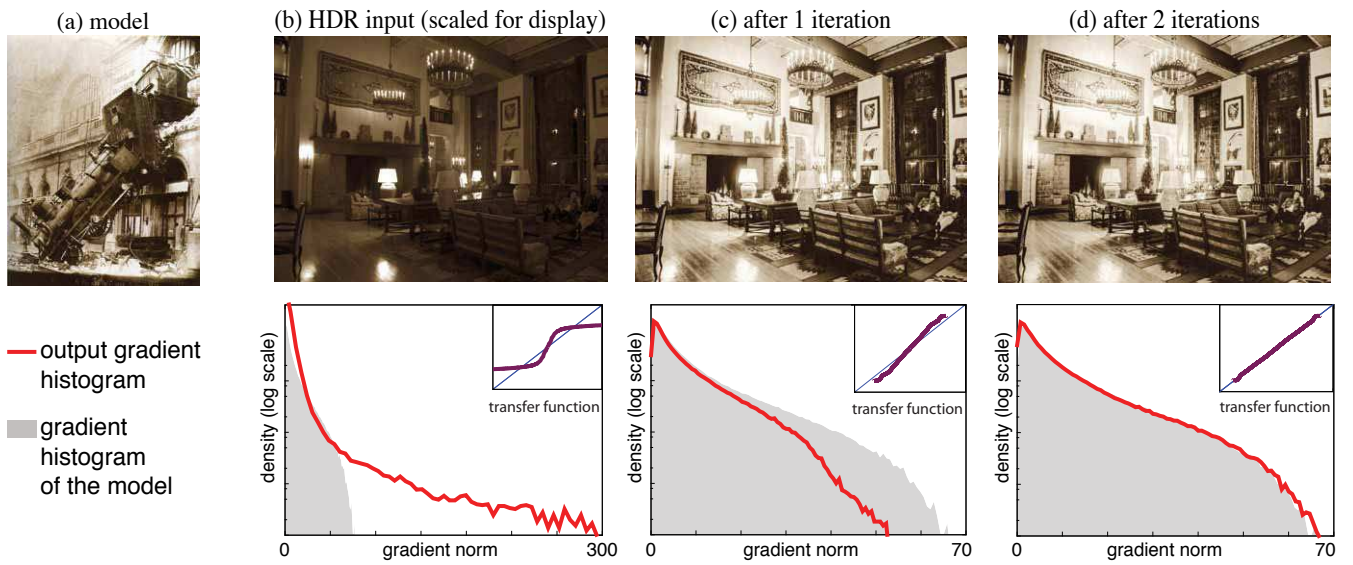 (a) model
(b) HDR input (scaled for display)
(c) after 1 iteration
(d) after 2 iterations
output gradient
histogram
gradient
histogram
of the model
density (log scale)
transfer function
0
gradient norm
300
density (log scale)
transfer function
0
gradient norm
70
density (log scale)
transfer function
0
gradient norm
70